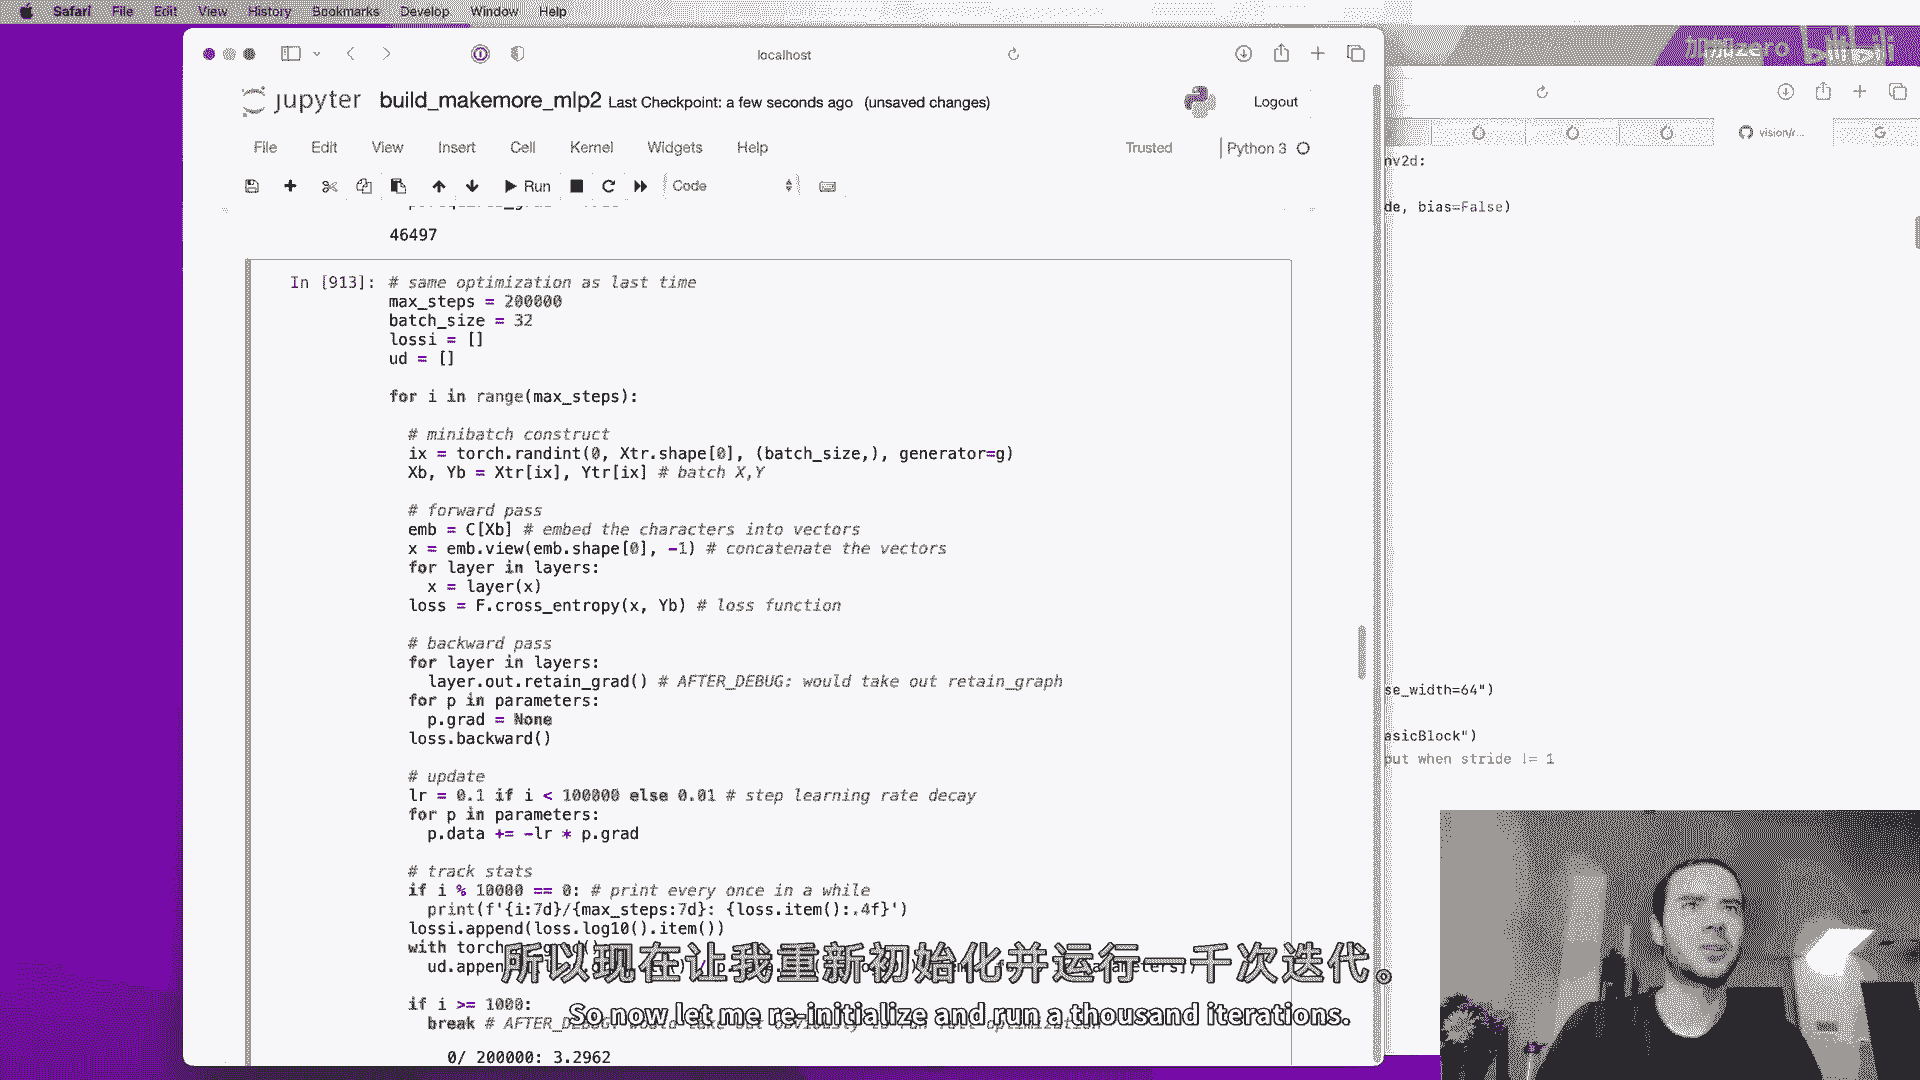 Safari File Edit View History Bookmarks Develop Window Help
加加zero bilibili
localhost
jupyter build_makemore_mlp2 Last Checkpoint: a few seconds ago (unsaved changes)
Logout
File Edit View Insert Cell Kernel Widgets Help
Trusted
Python 3
Run
Code
46497
In [913]: # same optimization as last time
max_steps = 200000
batch_size = 32
lossi = []
ud = []
for i in range(max_steps):
# minibatch construct
ix = torch.randint(0, Xtr.shape[0], (batch_size,), generator=g)
Xb, Yb = Xtr[ix], Ytr[ix] # batch X,Y
# forward pass
emb = C[Xb] # embed the characters into vectors
x = emb.view(emb.shape[0], -1) # concatenate the vectors
for layer in layers:
x = layer(x)
loss = F.cross_entropy(x, Yb) # loss function
# backward pass
for layer in layers:
layer.out.retain_grad() # AFTER_DEBUG: would take out retain_graph
for p in parameters:
p.grad = None
loss.backward()
# update
lr = 0.1 if i < 100000 else 0.01 # step learning rate decay
for p in parameters:
p.data += -lr * p.grad
# track stats
if i % 10000 == 0: # print every once in a while
print(f'{i:7d}/{max_steps:7d}: {loss.item():.4f}')
lossi.append(loss.log10().item())
with
ud.append
所以现在让我重新初始化并运行一千次迭代。
if i >= 1000:
So now let me re-initialize and run a thousand iterations.
break #
0/ 200000: 3.2962
vision/r...
nv2d:
de, bias=False)
se_width=64")
asicBlock")
put when stride != 1